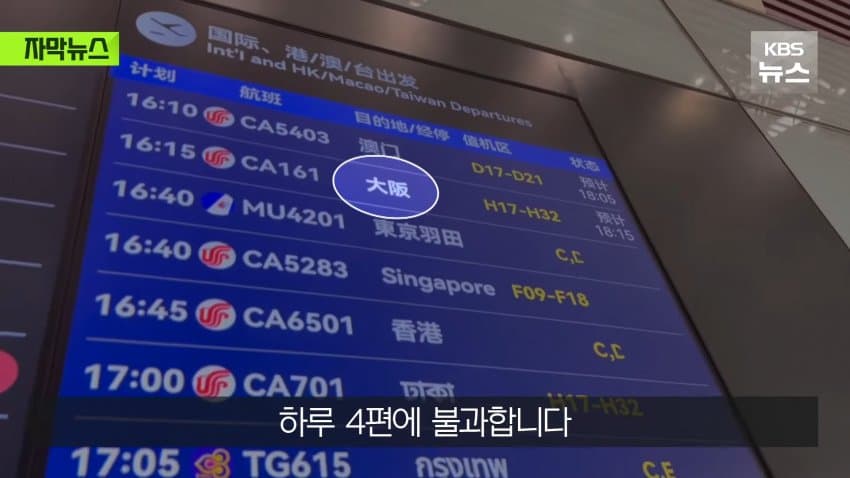 자막뉴스
KBS
뉴스
国际、港/澳/台出发
Int'l and HK/Macao/Taiwan Departures
计划 航班 目的地/经停 值机区 状态
16:10 CA5403 澳门 D17-D21 预计 18:05
16:15 CA161 大阪 H17-H32 预计 18:15
16:40 MU4201 東京羽田 C,D
16:40 CA5283 Singapore F09-F18
16:45 CA6501 香港 C,D
17:00 CA701 ঢাকা H17-H32
17:05 TG615 กรุงเทพ C,E
하루 4편에 불과합니다